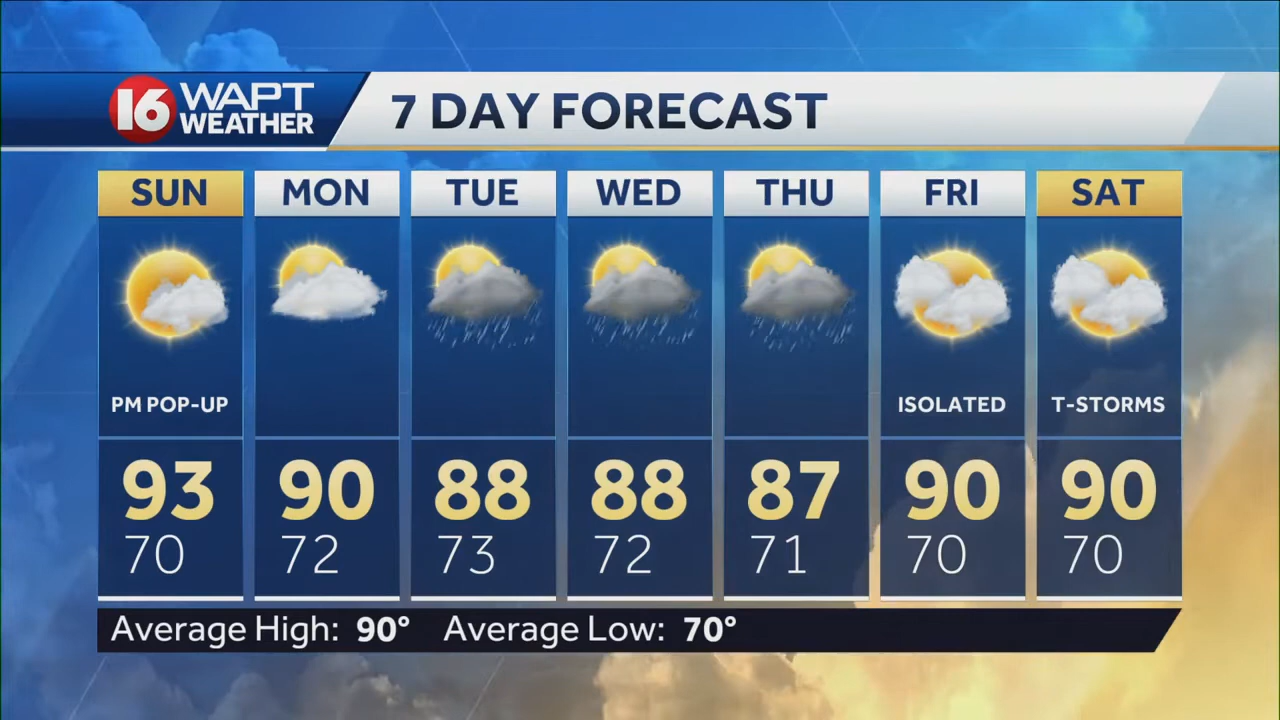 16 WAPT
WEATHER
7 DAY FORECAST
SUN MON TUE WED THU FRI SAT
PM POP-UP ISOLATED T-STORMS
93 90 88 88 87 90 90
70 72 73 72 71 70 70
Average High: 90° Average Low: 70°